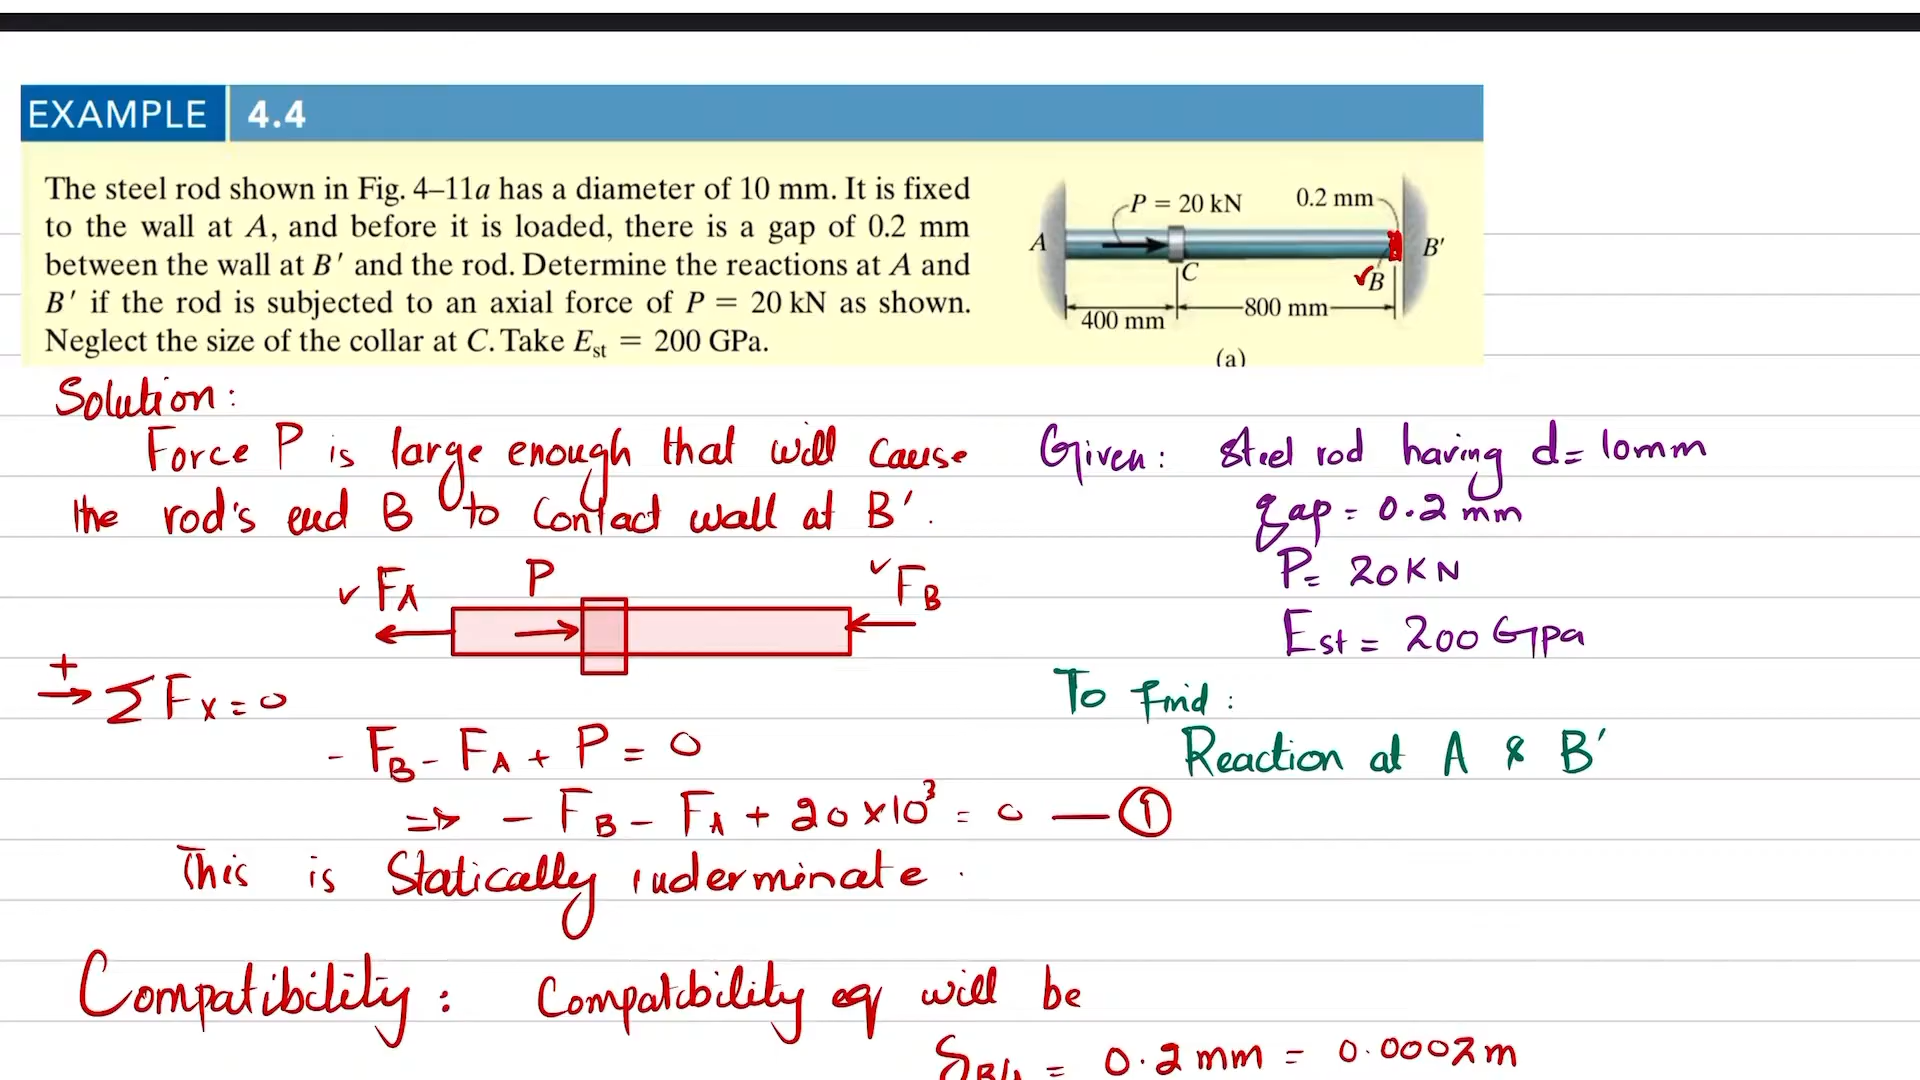 EXAMPLE 4.4
The steel rod shown in Fig. 4–11a has a diameter of 10 mm. It is fixed
to the wall at A, and before it is loaded, there is a gap of 0.2 mm
between the wall at B′ and the rod. Determine the reactions at A and
B′ if the rod is subjected to an axial force of P = 20 kN as shown.
Neglect the size of the collar at C. Take Est = 200 GPa.
P = 20 kN
0.2 mm
A
B′
C
✓B
400 mm
800 mm
(a)
Solution:
Force P is large enough that will cause
the rod's end B to contact wall at B'.
✓ FA
P
✓ FB
+→ ΣFx = 0
- FB - FA + P = 0
=> - FB - FA + 20 x 10³ = 0 — ①
This is Statically inderminate.
Compatibility: Compatibility eq will be
δB/A = 0.2 mm = 0.0002 m
Given: steel rod having d = 10mm
gap = 0.2 mm
P = 20KN
Est = 200 Gpa
To find:
Reaction at A & B'